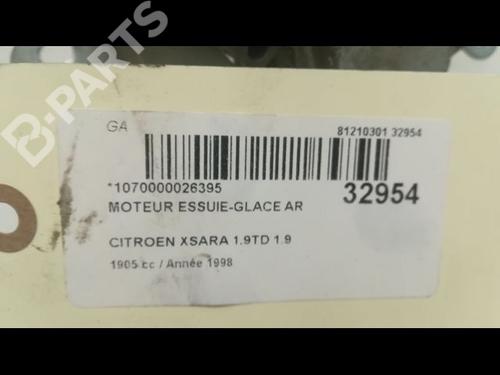 B-PARTS
GA
81210301 32954
*1070000026395
32954
MOTEUR ESSUIE-GLACE AR
CITROEN XSARA 1.9TD 1.9
1905 cc / Année 1998